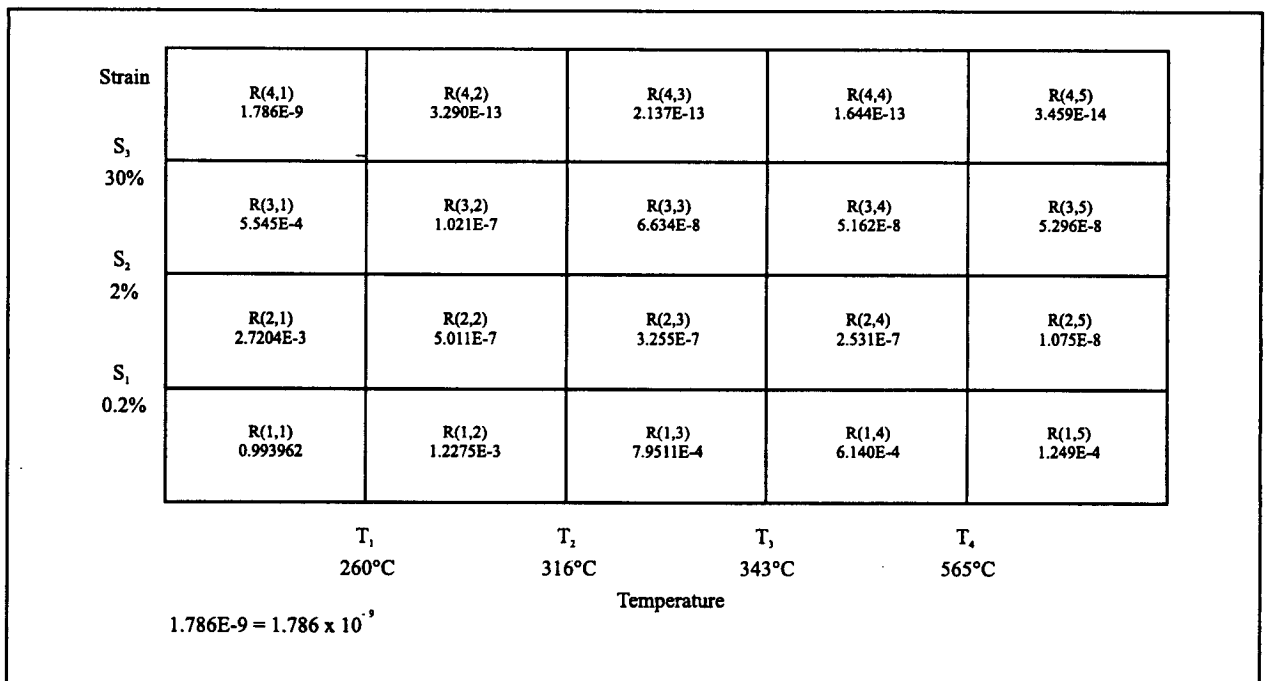 Strain
R(4,1) R(4,2) R(4,3) R(4,4) R(4,5)
1.786E-9 3.290E-13 2.137E-13 1.644E-13 3.459E-14
S₃
30%
R(3,1) R(3,2) R(3,3) R(3,4) R(3,5)
5.545E-4 1.021E-7 6.634E-8 5.162E-8 5.296E-8
S₂
2%
R(2,1) R(2,2) R(2,3) R(2,4) R(2,5)
2.7204E-3 5.011E-7 3.255E-7 2.531E-7 1.075E-8
S₁
0.2%
R(1,1) R(1,2) R(1,3) R(1,4) R(1,5)
0.993962 1.2275E-3 7.9511E-4 6.140E-4 1.249E-4
T₁ T₂ T₃ T₄
260°C 316°C 343°C 565°C
Temperature
1.786E-9 = 1.786 x 10⁻⁹